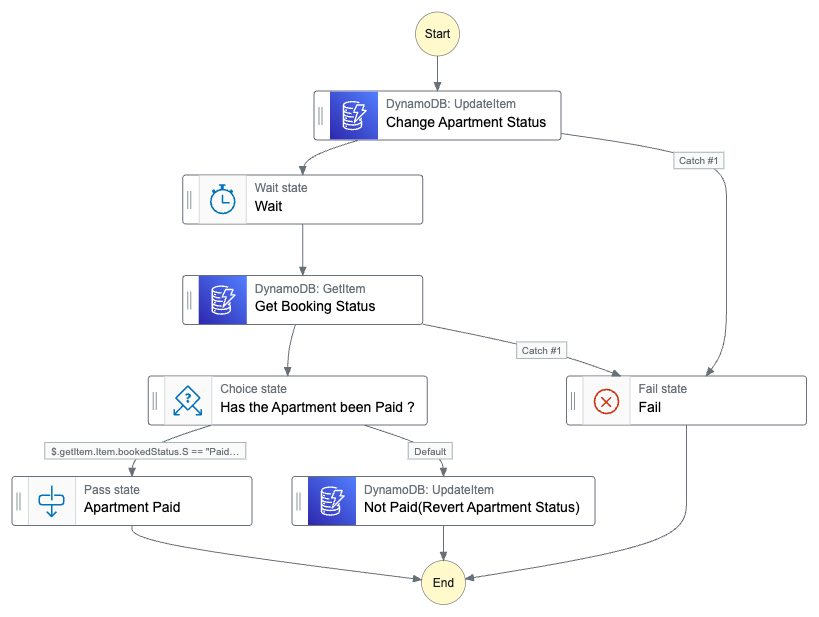 Start
DynamoDB: UpdateItem
Change Apartment Status
Catch #1
Wait state
Wait
DynamoDB: GetItem
Get Booking Status
Catch #1
Choice state
Has the Apartment been Paid ?
Fail state
Fail
$.getItem.Item.bookedStatus.S == "Paid...
Default
Pass state
Apartment Paid
DynamoDB: UpdateItem
Not Paid(Revert Apartment Status)
End